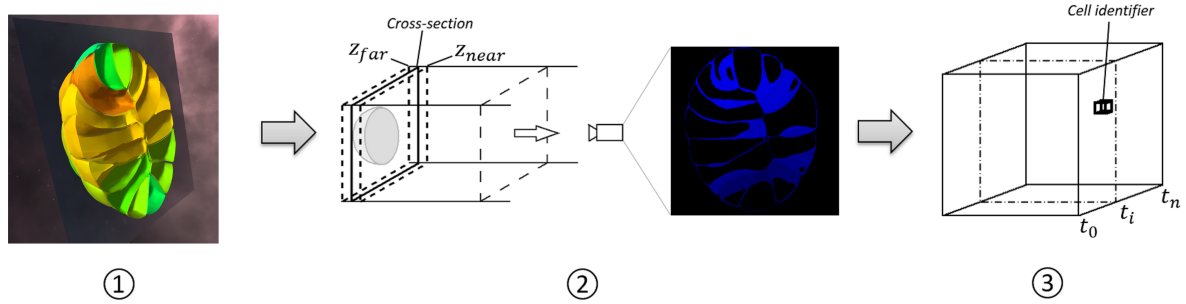 Cross-section
z_far
z_near
Cell identifier
t_0
t_i
t_n
①
②
③